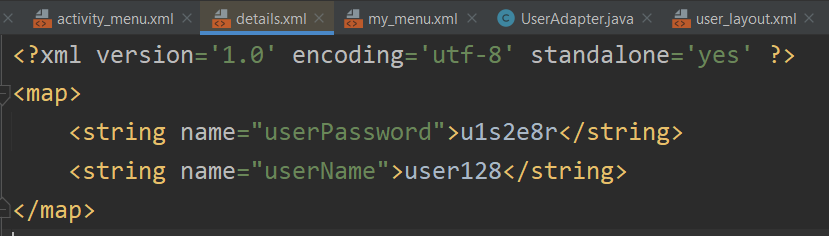 activity_menu.xml details.xml my_menu.xml UserAdapter.java user_layout.xml
<?xml version='1.0' encoding='utf-8' standalone='yes' ?>
<map>
    <string name="userPassword">u1s2e8r</string>
    <string name="userName">user128</string>
</map>